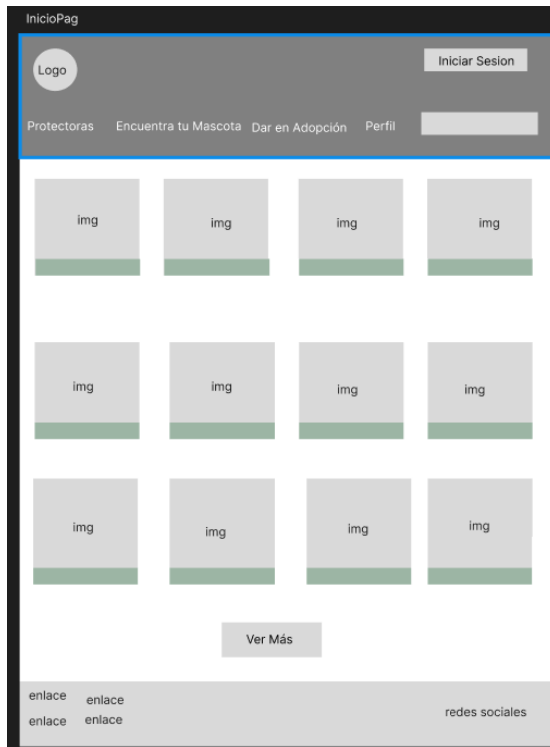 InicioPag
Logo
Iniciar Sesion
Protectoras Encuentra tu Mascota Dar en Adopción Perfil
img img img img
img img img img
img img img img
Ver Más
enlace enlace
enlace enlace
redes sociales